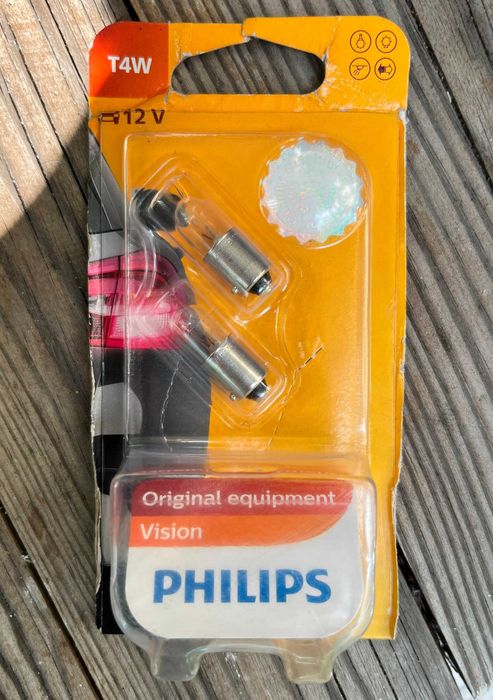 T4W
12 V
Original equipment
Vision
PHILIPS